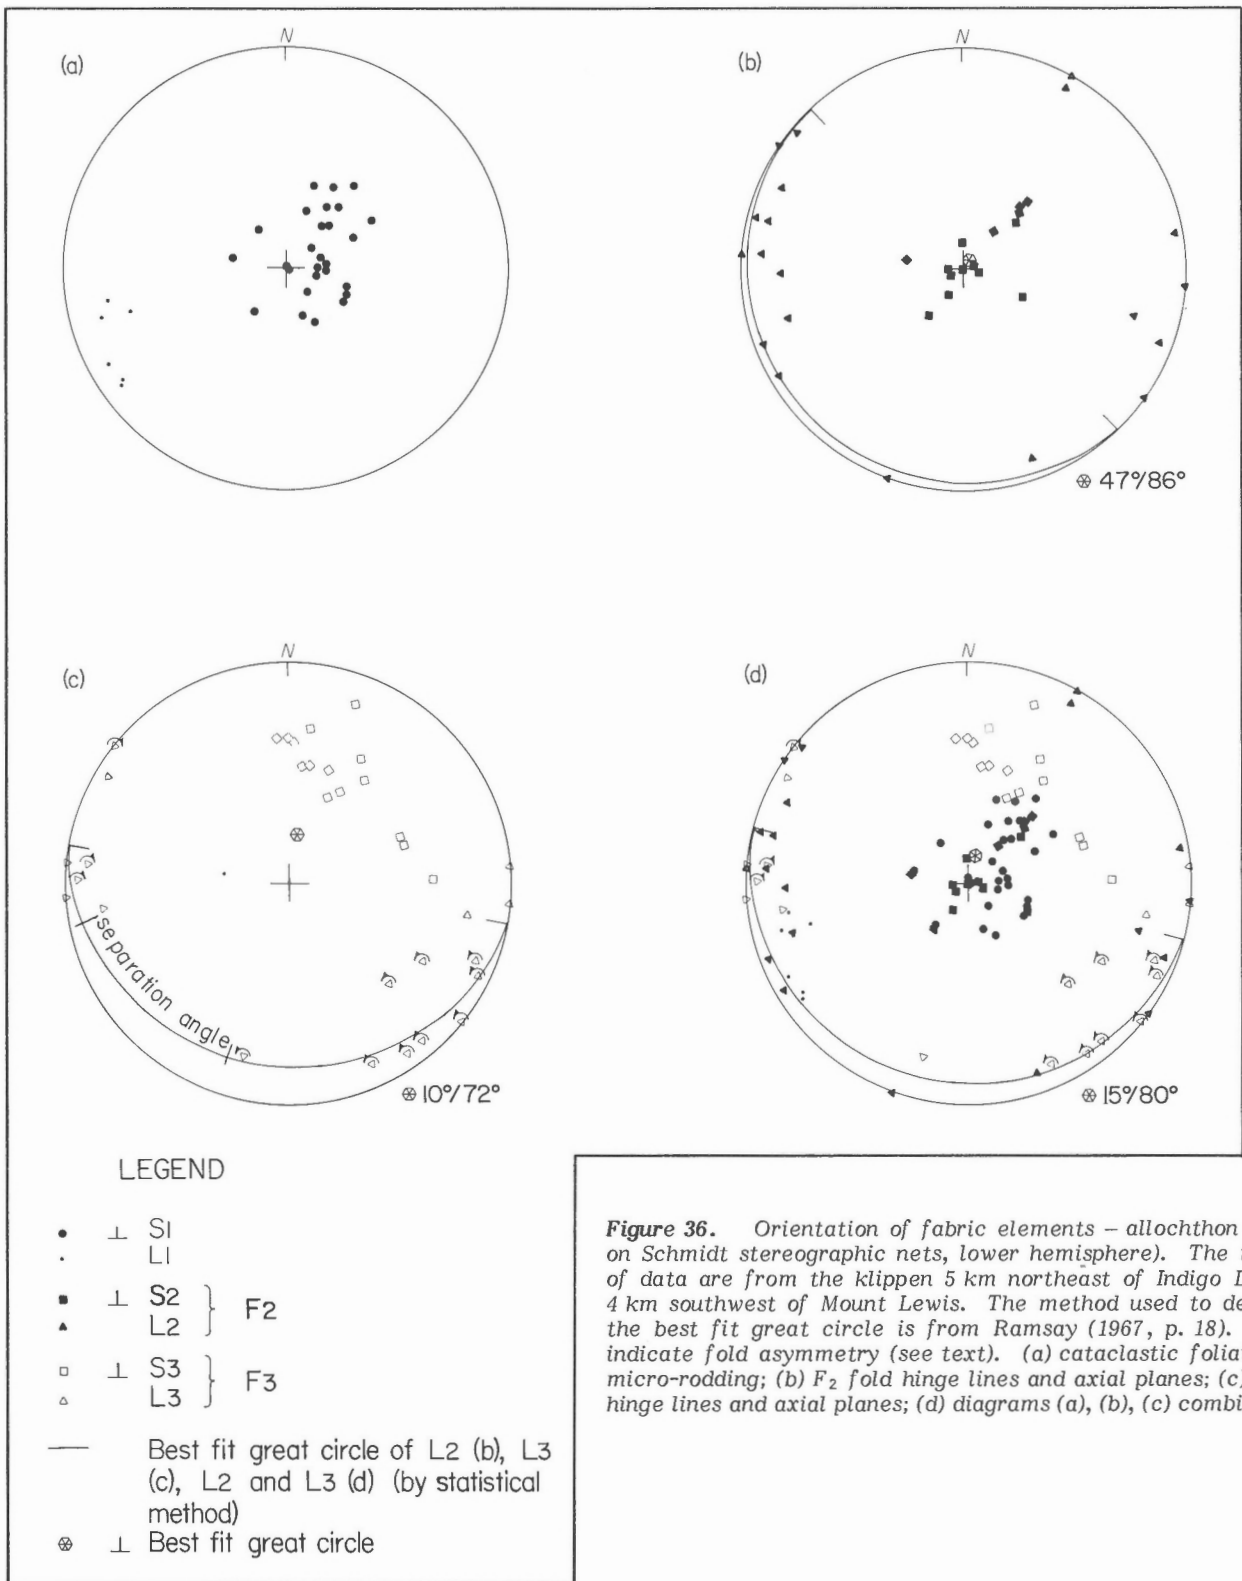 N
(a)
N
(b)
47°/86°
N
(c)
separation angle
10°/72°
N
(d)
15°/80°
LEGEND
⊥ S1
L1
⊥ S2
L2
F2
⊥ S3
L3
F3
Best fit great circle of L2 (b), L3
(c), L2 and L3 (d) (by statistical
method)
⊥ Best fit great circle
Figure 36. Orientation of fabric elements – allochthon
on Schmidt stereographic nets, lower hemisphere). The
of data are from the klippen 5 km northeast of Indigo
4 km southwest of Mount Lewis. The method used to
the best fit great circle is from Ramsay (1967, p. 18).
indicate fold asymmetry (see text). (a) cataclastic
micro-rodding; (b) F₂ fold hinge lines and axial planes; (c)
hinge lines and axial planes; (d) diagrams (a), (b), (c)